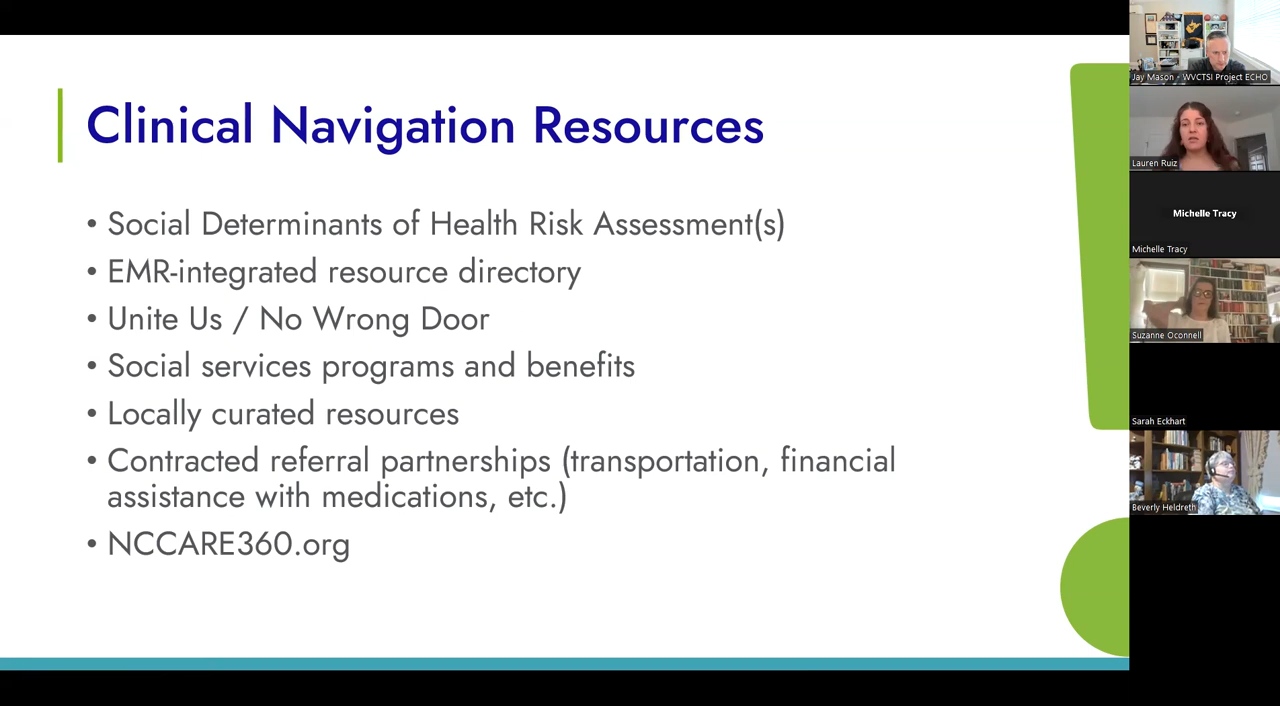 Clinical Navigation Resources
• Social Determinants of Health Risk Assessment(s)
• EMR-integrated resource directory
• Unite Us / No Wrong Door
• Social services programs and benefits
• Locally curated resources
• Contracted referral partnerships (transportation, financial
assistance with medications, etc.)
• NCCARE360.org
Jay Mason - WVCTSI Project ECHO
Lauren Ruiz
Michelle Tracy
Michelle Tracy
Suzanne Oconnell
Sarah Eckhart
Beverly Heldreth